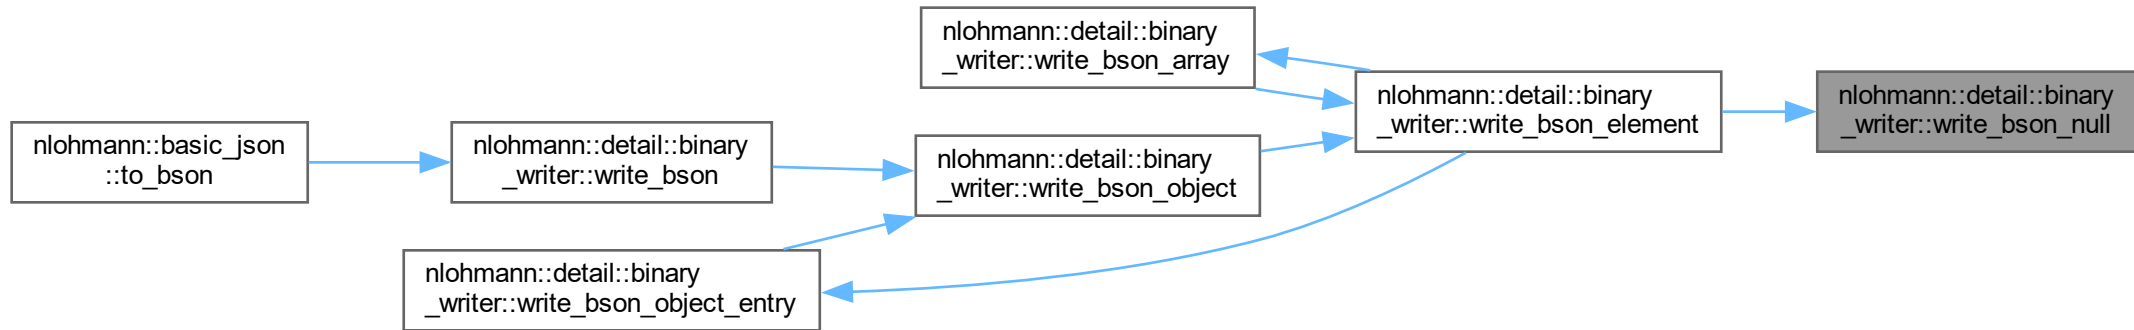 nlohmann::detail::binary
_writer::write_bson_array
nlohmann::detail::binary
_writer::write_bson_element
nlohmann::detail::binary
_writer::write_bson_null
nlohmann::basic_json
::to_bson
nlohmann::detail::binary
_writer::write_bson
nlohmann::detail::binary
_writer::write_bson_object
nlohmann::detail::binary
_writer::write_bson_object_entry